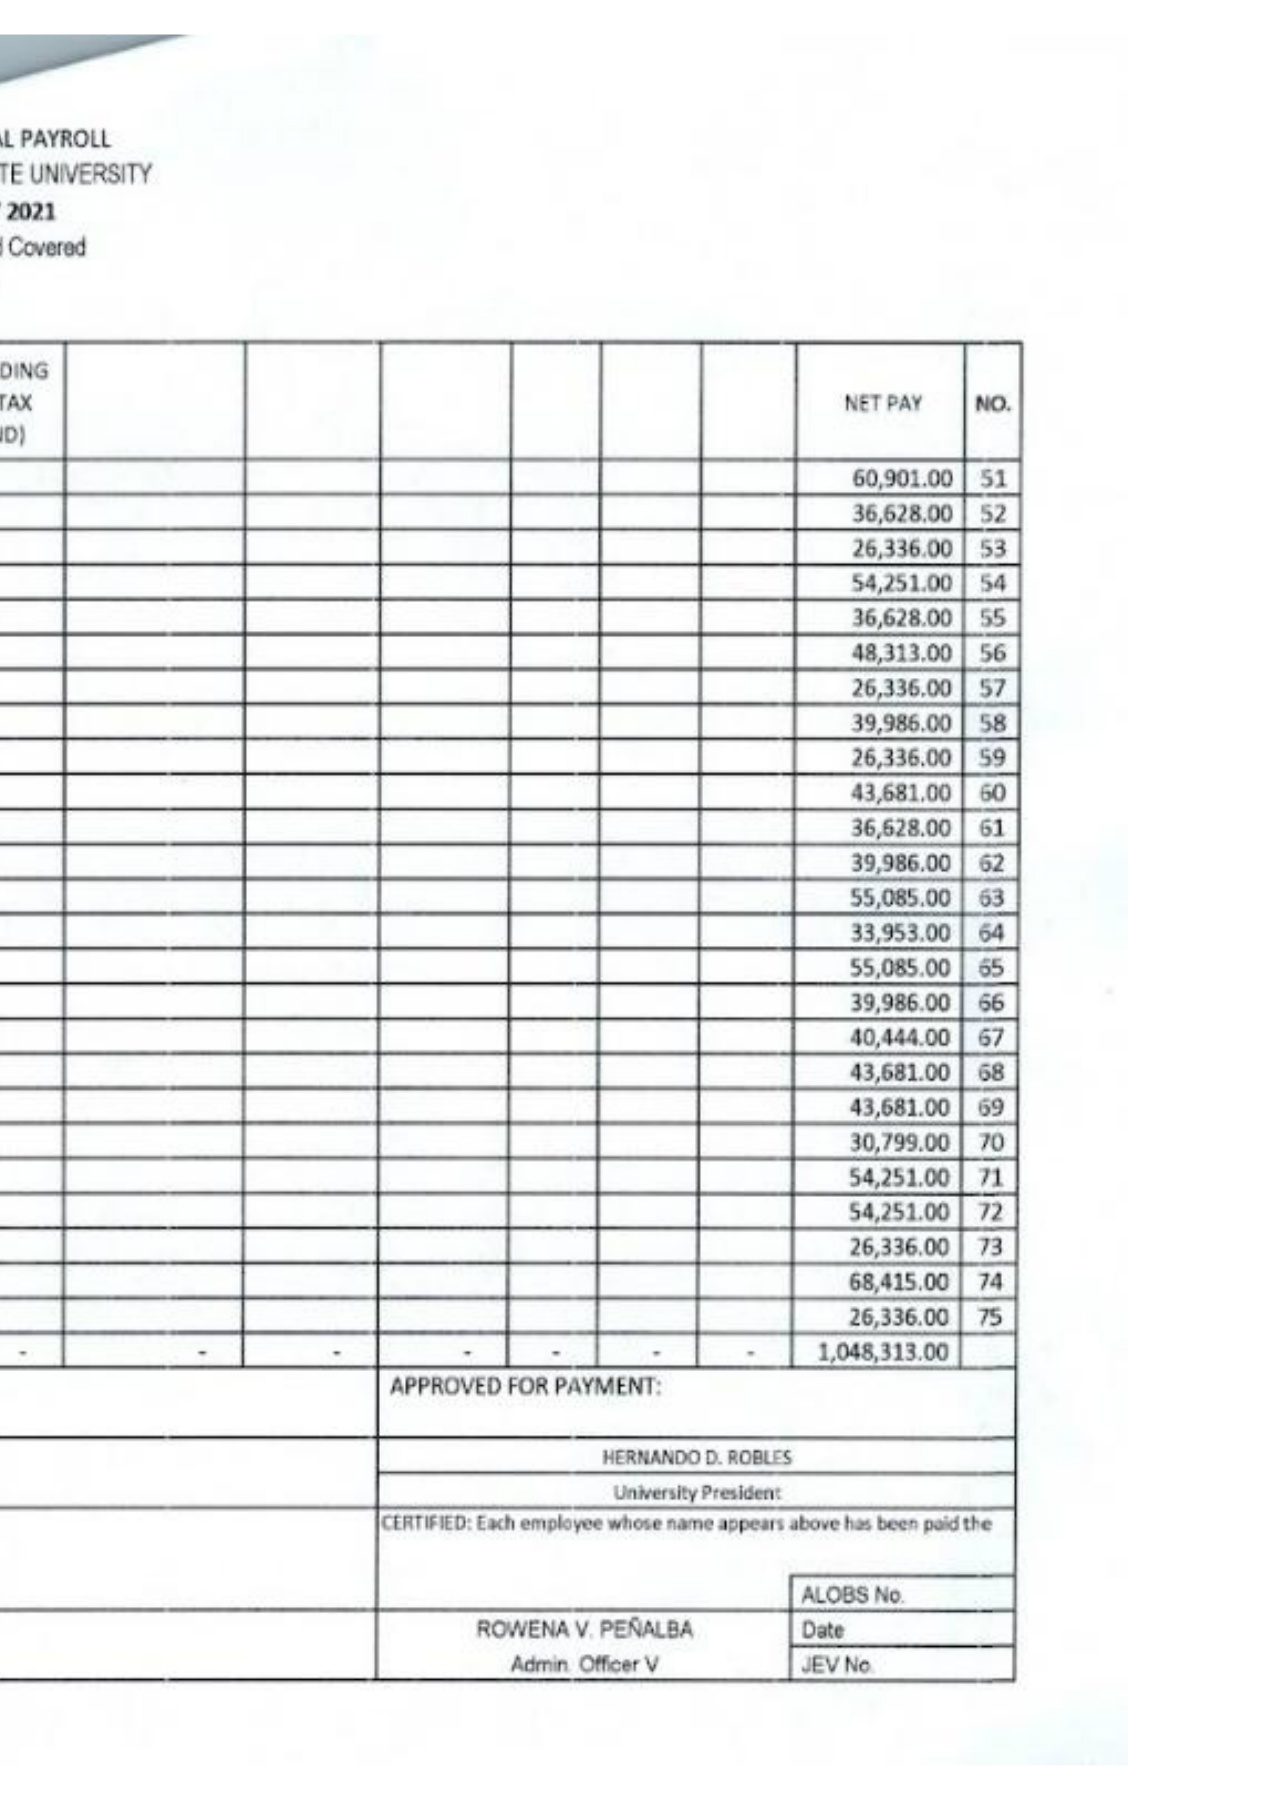 AL PAYROLL
TE UNIVERSITY
2021
d Covered
DING
TAX
ND)
NET PAY NO.
60,901.00 51
36,628.00 52
26,336.00 53
54,251.00 54
36,628.00 55
48,313.00 56
26,336.00 57
39,986.00 58
26,336.00 59
43,681.00 60
36,628.00 61
39,986.00 62
55,085.00 63
33,953.00 64
55,085.00 65
39,986.00 66
40,444.00 67
43,681.00 68
43,681.00 69
30,799.00 70
54,251.00 71
54,251.00 72
26,336.00 73
68,415.00 74
26,336.00 75
- - - - - - - 1,048,313.00
APPROVED FOR PAYMENT:
HERNANDO D. ROBLES
University President
CERTIFIED: Each employee whose name appears above has been paid the
ALOBS No.
ROWENA V. PEÑALBA Date
Admin. Officer V JEV No.